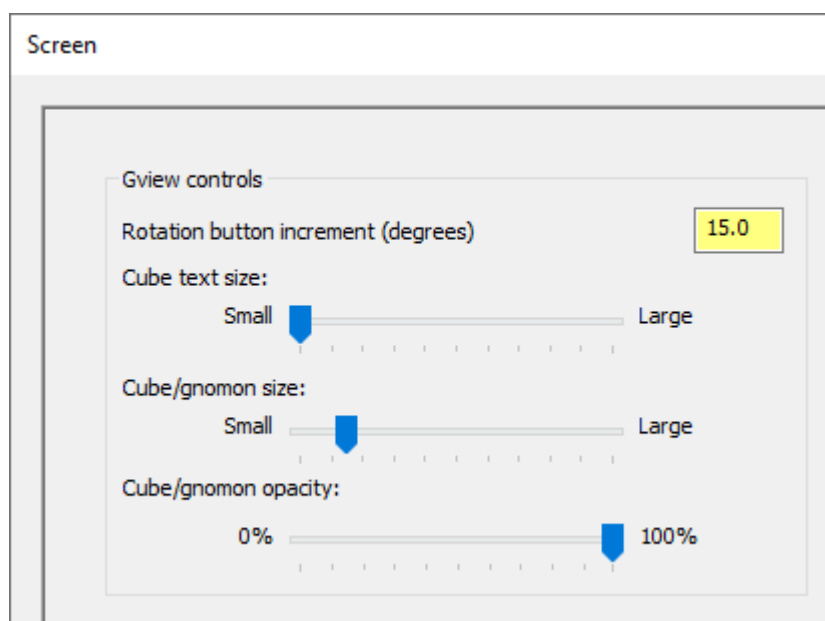 Screen
Gview controls
Rotation button increment (degrees) 15.0
Cube text size:
Small Large
Cube/gnomon size:
Small Large
Cube/gnomon opacity:
0% 100%